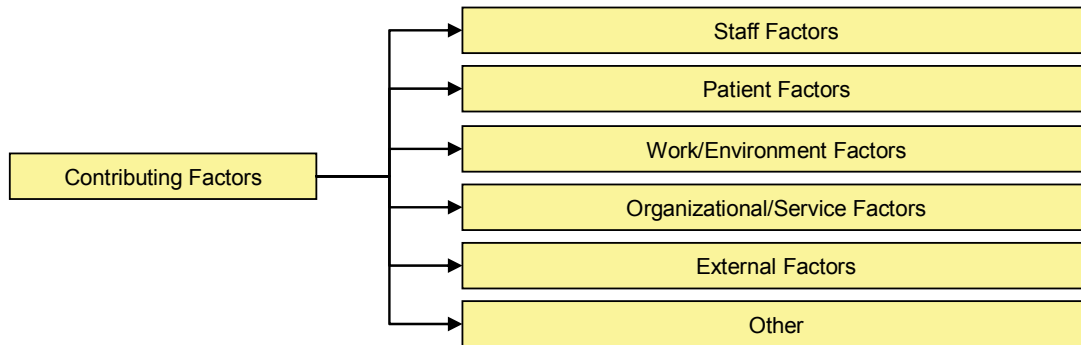 Staff Factors
Patient Factors
Work/Environment Factors
Contributing Factors
Organizational/Service Factors
External Factors
Other